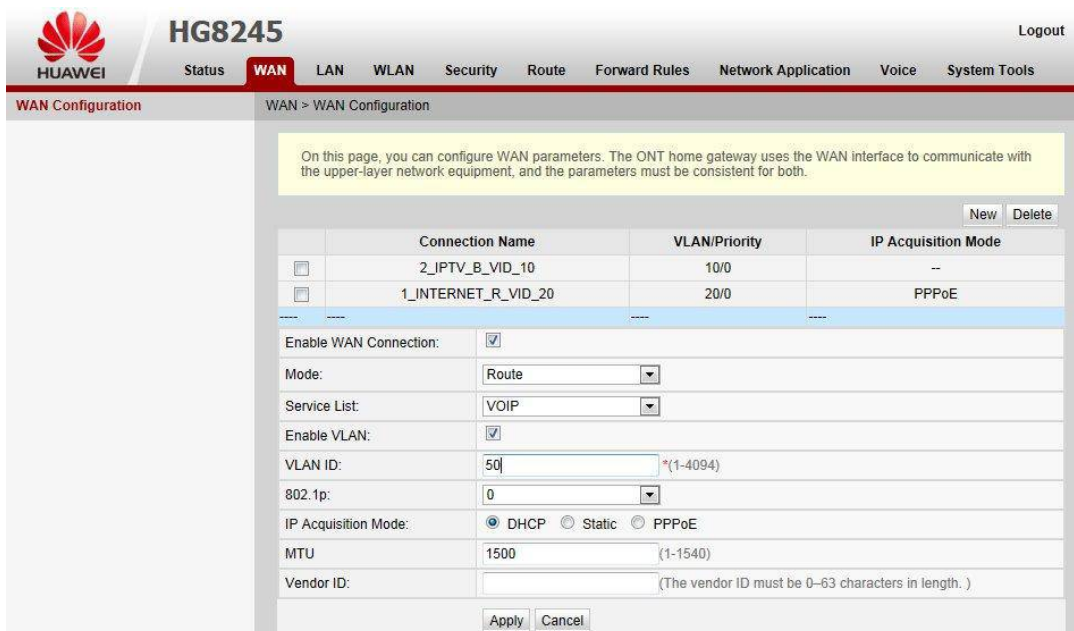 HG8245
Logout
HUAWEI
Status WAN LAN WLAN Security Route Forward Rules Network Application Voice System Tools
WAN Configuration
WAN > WAN Configuration
On this page, you can configure WAN parameters. The ONT home gateway uses the WAN interface to communicate with
the upper-layer network equipment, and the parameters must be consistent for both.
New Delete
Connection Name VLAN/Priority IP Acquisition Mode
2_IPTV_B_VID_10 10/0 --
1_INTERNET_R_VID_20 20/0 PPPoE
---- ---- ---- ----
Enable WAN Connection:
Mode: Route
Service List: VOIP
Enable VLAN:
VLAN ID: 50 *(1-4094)
802.1p: 0
IP Acquisition Mode: DHCP Static PPPoE
MTU 1500 (1-1540)
Vendor ID: (The vendor ID must be 0–63 characters in length. )
Apply Cancel